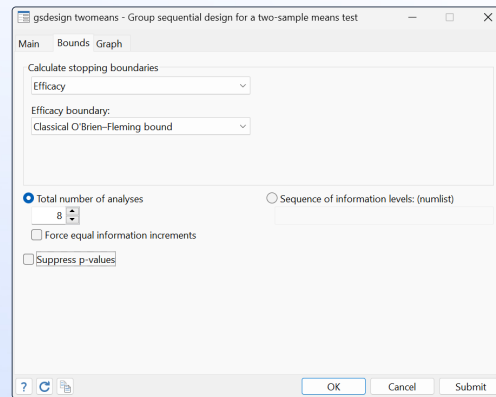 gsdesign twomeans - Group sequential design for a two-sample means test
Main Bounds Graph
Calculate stopping boundaries
Efficacy
Efficacy boundary:
Classical O'Brien–Fleming bound
Total number of analyses
Sequence of information levels: (numlist)
8
Force equal information increments
Suppress p-values
? OK Cancel Submit